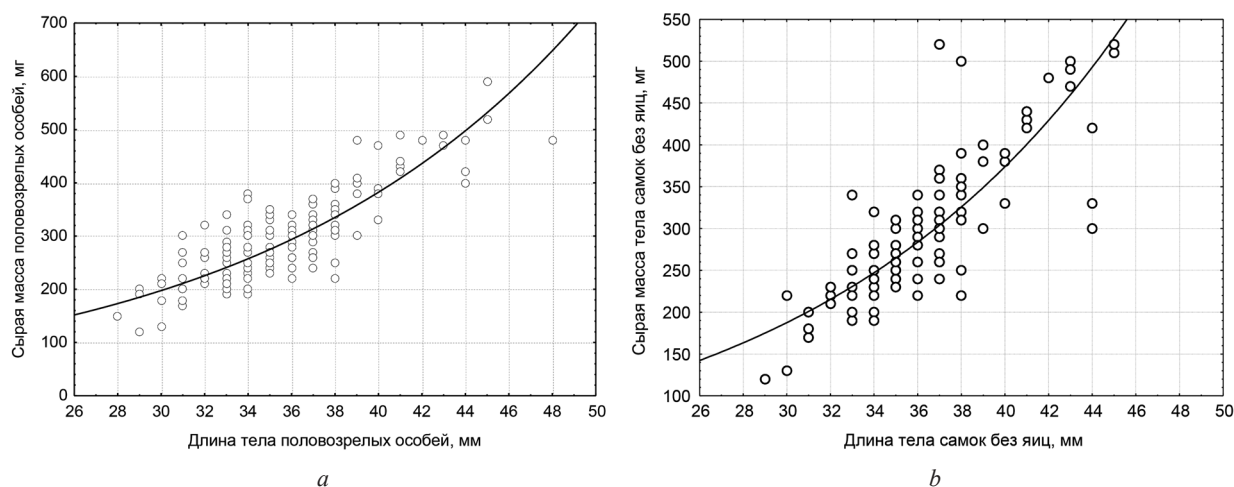 Сырая масса половозрелых особей, мг
700
600
500
400
300
200
100
0
26 28 30 32 34 36 38 40 42 44 46 48 50
Длина тела половозрелых особей, мм
a
Сырая масса тела самок без яиц, мг
550
500
450
400
350
300
250
200
150
100
26 28 30 32 34 36 38 40 42 44 46 48 50
Длина тела самок без яиц, мм
b